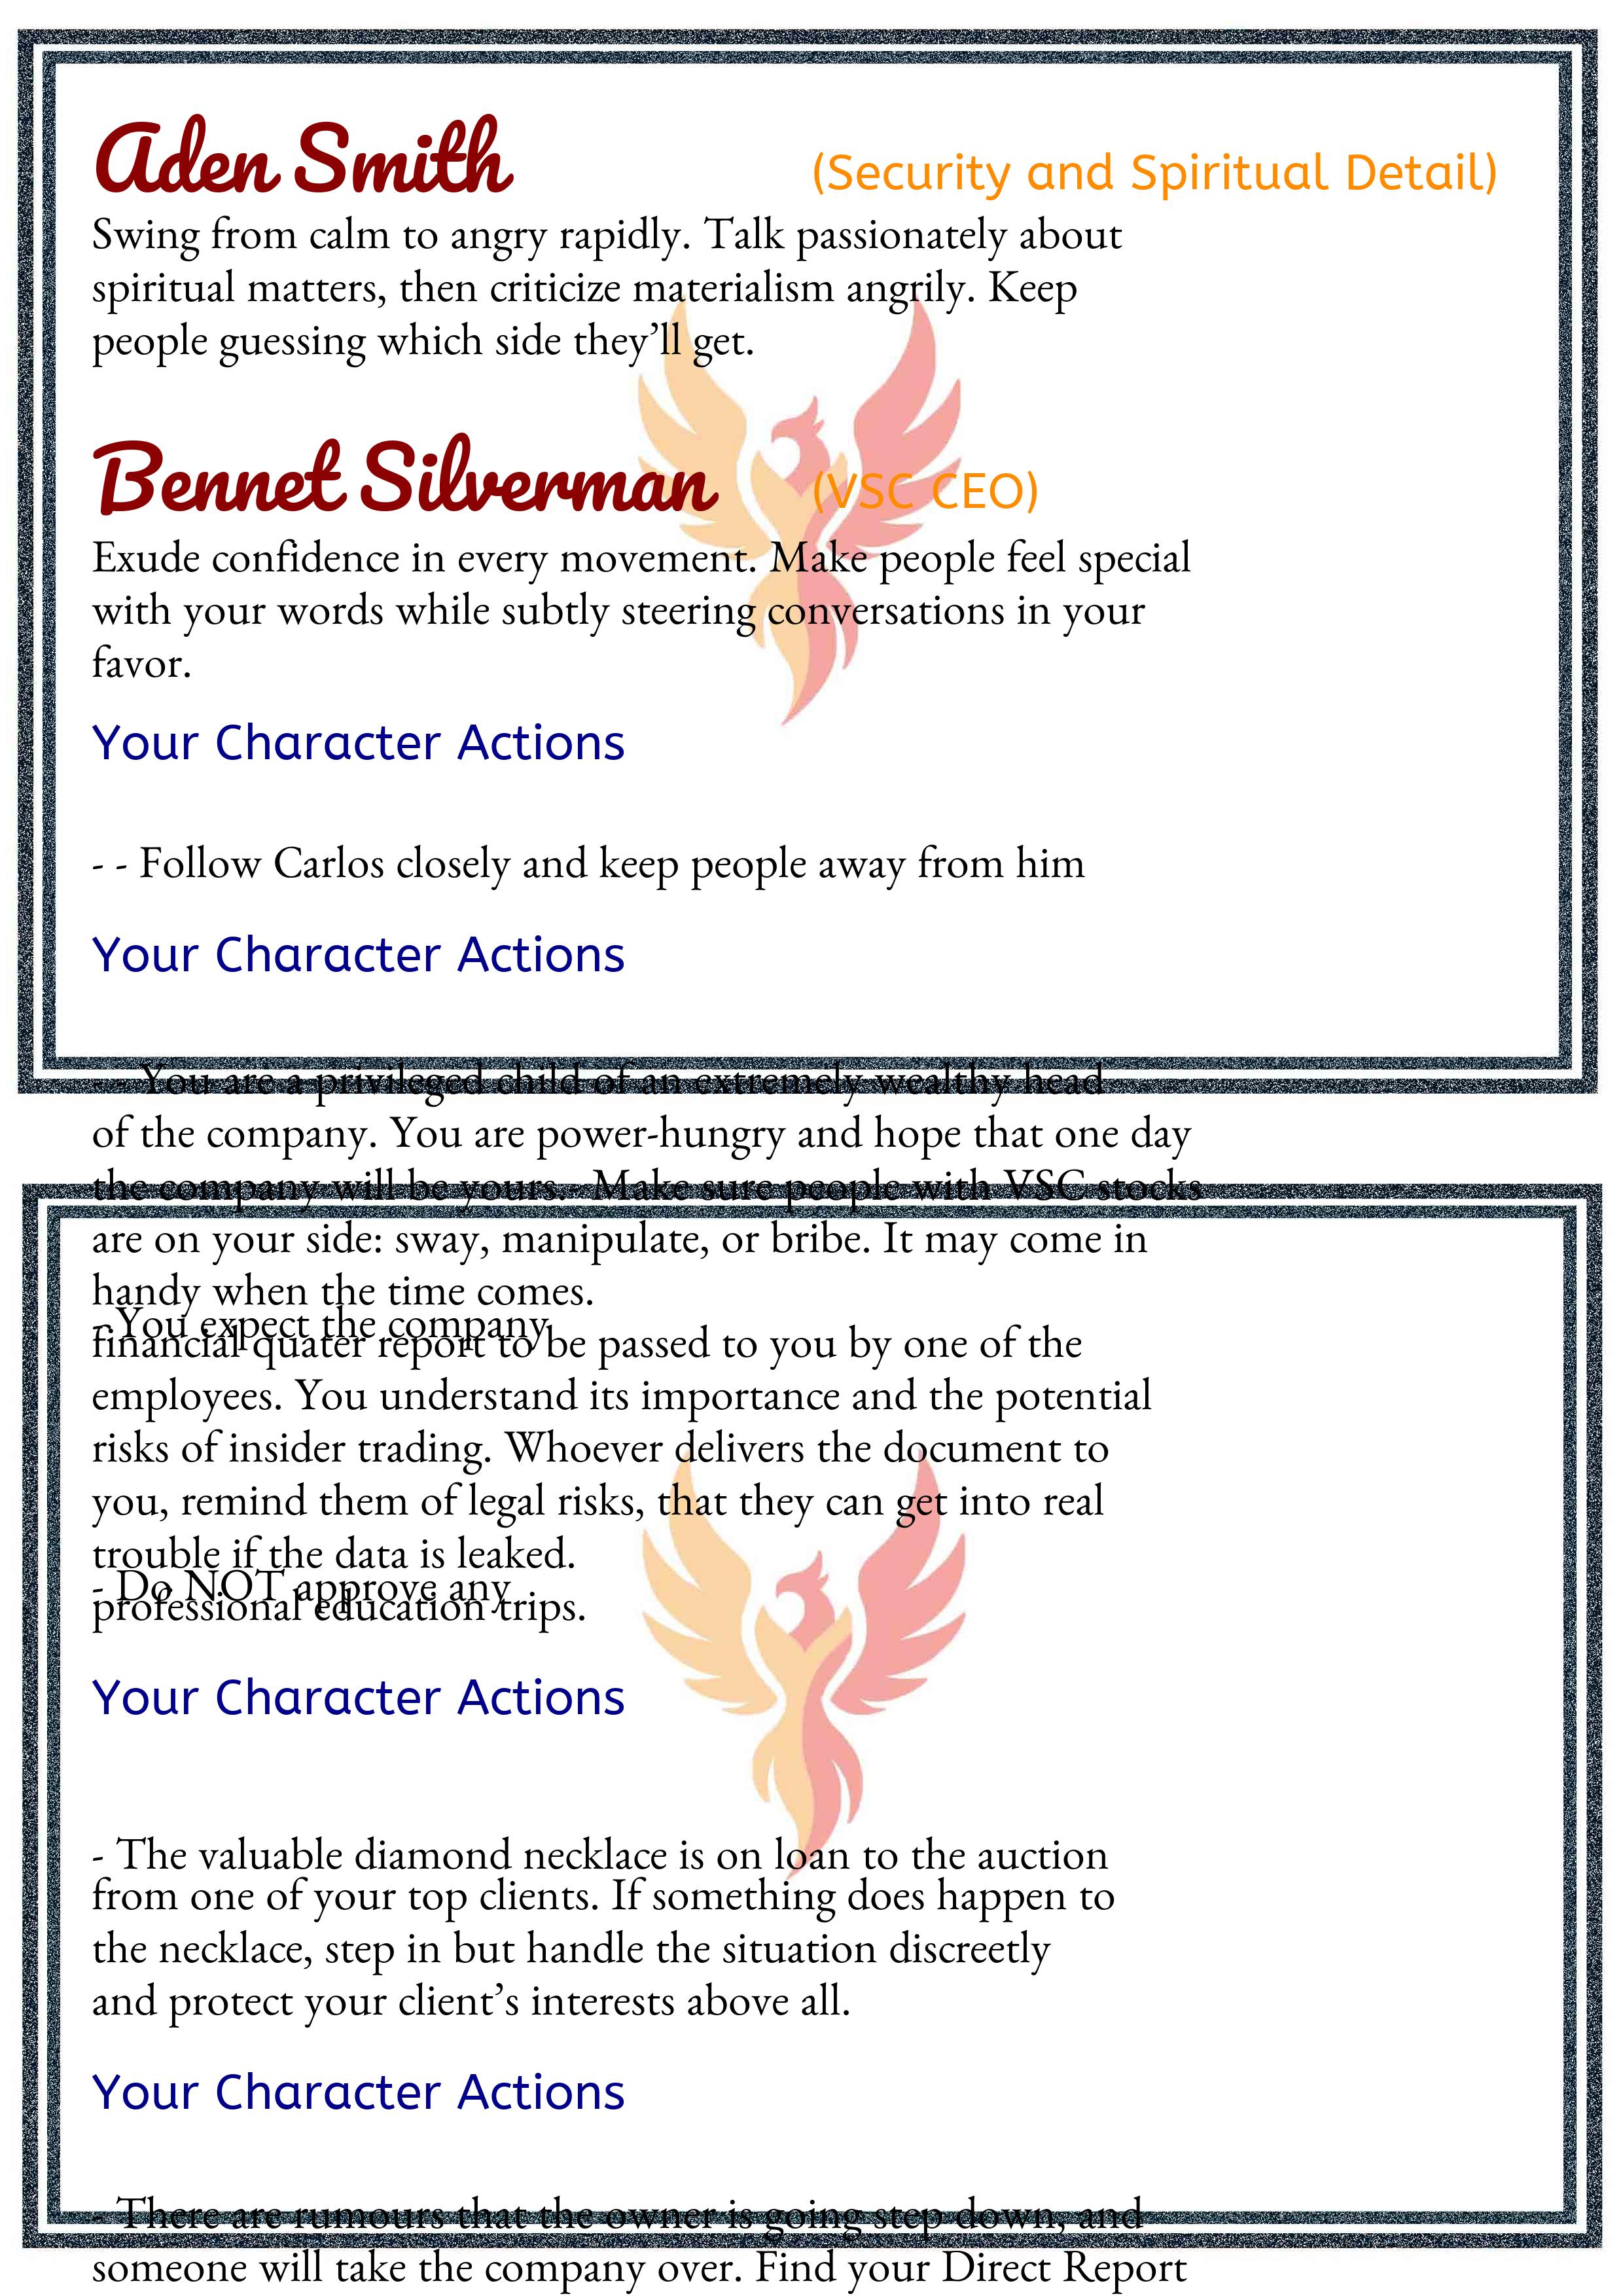 Aden Smith (Security and Spiritual Detail)
Swing from calm to angry rapidly. Talk passionately about
spiritual matters, then criticize materialism angrily. Keep
people guessing which side they’ll get.
Bennet Silverman (VSC CEO)
Exude confidence in every movement. Make people feel special
with your words while subtly steering conversations in your
favor.
Your Character Actions
- - Follow Carlos closely and keep people away from him
Your Character Actions
- - You are a privileged child of an extremely wealthy head
of the company. You are power-hungry and hope that one day
the company will be yours.- Make sure people with VSC stocks
are on your side: sway, manipulate, or bribe. It may come in
handy when the time comes.
- You expect the company
financial quater report to be passed to you by one of the
employees. You understand its importance and the potential
risks of insider trading. Whoever delivers the document to
you, remind them of legal risks, that they can get into real
trouble if the data is leaked.
- Do NOT approve any
professional education trips.
Your Character Actions
- The valuable diamond necklace is on loan to the auction
from one of your top clients. If something does happen to
the necklace, step in but handle the situation discreetly
and protect your client’s interests above all.
Your Character Actions
- There are rumours that the owner is going step down, and
someone will take the company over. Find your Direct Report